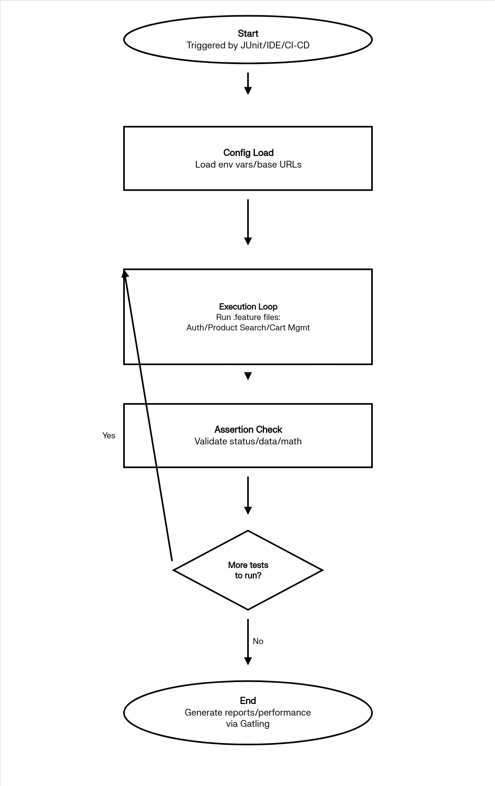 Start
Triggered by JUnit/IDE/CI-CD
Config Load
Load env vars/base URLs
Execution Loop
Run .feature files:
Auth/Product Search/Cart Mgmt
Assertion Check
Validate status/data/math
Yes
More tests
to run?
No
End
Generate reports/performance
via Gatling